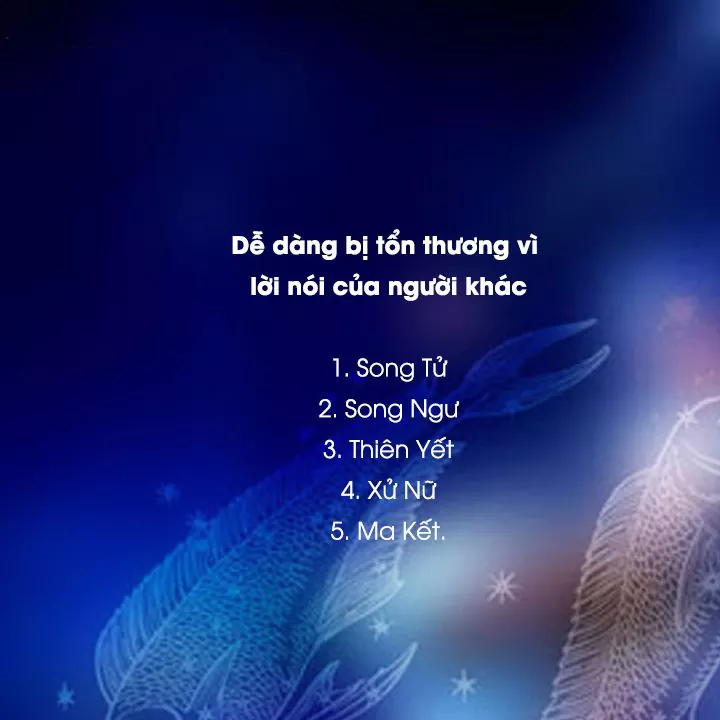 Dễ dàng bị tổn thương vì
lời nói của người khác
1. Song Tử
2. Song Ngư
3. Thiên Yết
4. Xử Nữ
5. Ma Kết.